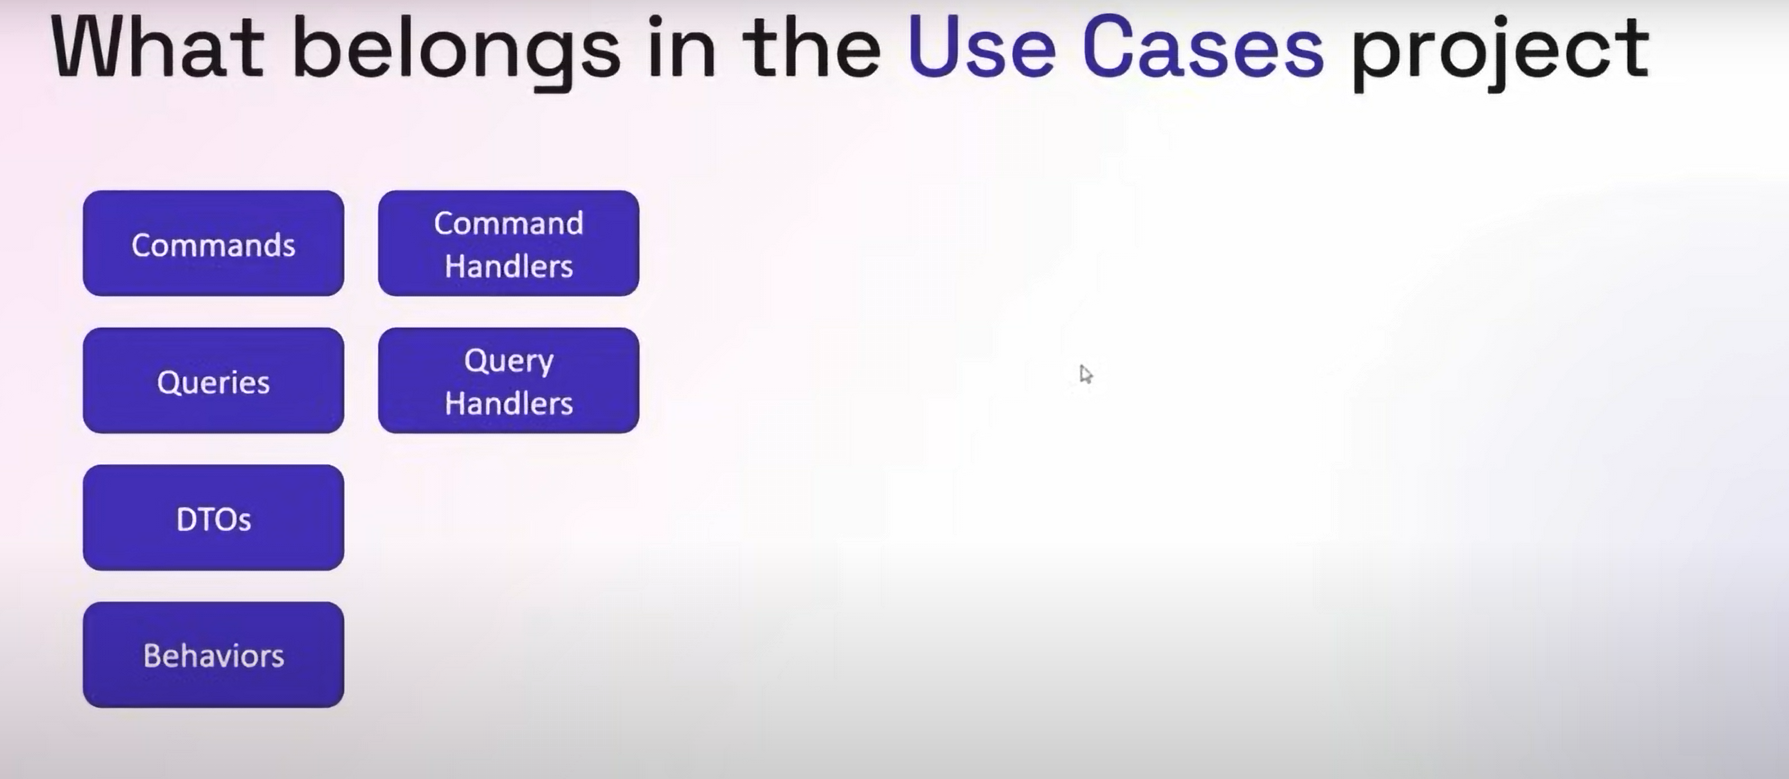 What belongs in the Use Cases project
Commands
Command
Handlers
Queries
Query
Handlers
DTOs
Behaviors